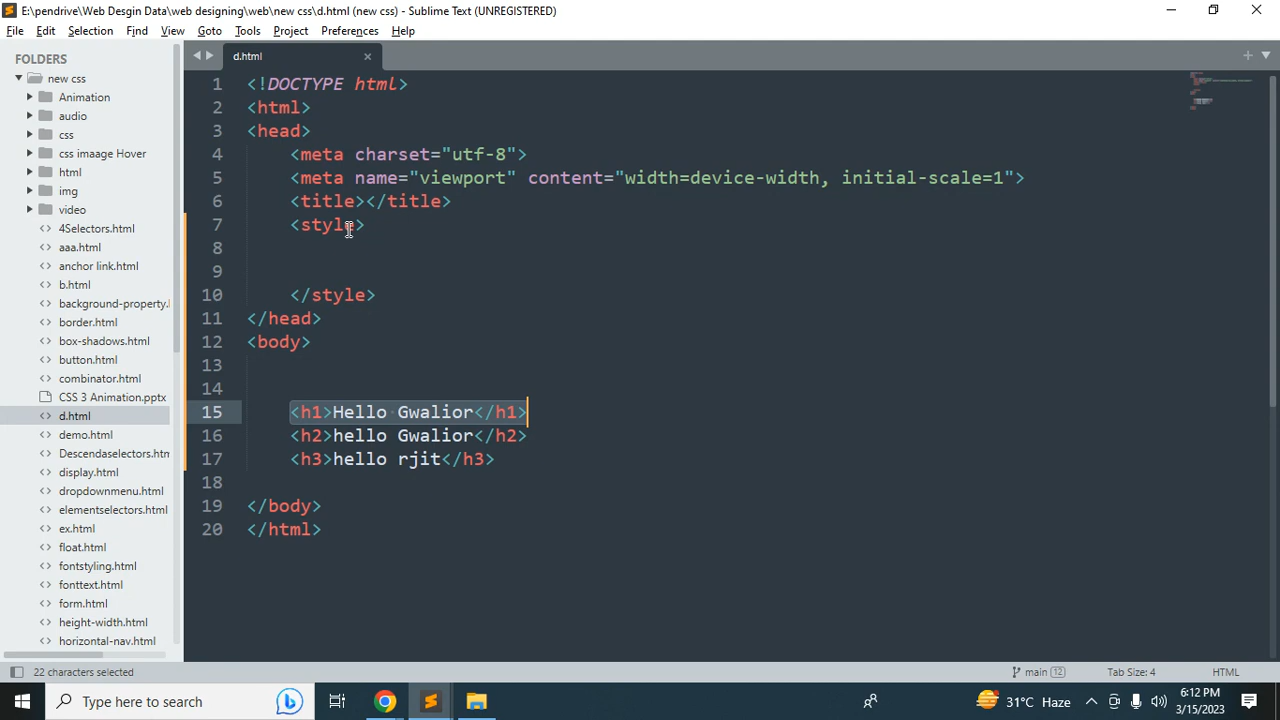 E:\pendrive\Web Desgin Data\web designing\web\new css\d.html (new css) - Sublime Text (UNREGISTERED)
File Edit Selection Find View Goto Tools Project Preferences Help
FOLDERS
new css
Animation
audio
css
css imaage Hover
html
img
video
4Selectors.html
aaa.html
anchor link.html
b.html
background-property.h
border.html
box-shadows.html
button.html
combinator.html
CSS 3 Animation.pptx
d.html
demo.html
Descendaselectors.htm
display.html
dropdownmenu.html
elementselectors.html
ex.html
float.html
fontstyling.html
fonttext.html
form.html
height-width.html
horizontal-nav.html
d.html
1 <!DOCTYPE html>
2 <html>
3 <head>
4 <meta charset="utf-8">
5 <meta name="viewport" content="width=device-width, initial-scale=1">
6 <title></title>
7 <style>
8
9
10 </style>
11 </head>
12 <body>
13
14
15 <h1>Hello Gwalior</h1>
16 <h2>hello Gwalior</h2>
17 <h3>hello rjit</h3>
18
19 </body>
20 </html>
22 characters selected main 12 Tab Size: 4 HTML
Type here to search 31°C Haze 6:12 PM
3/15/2023